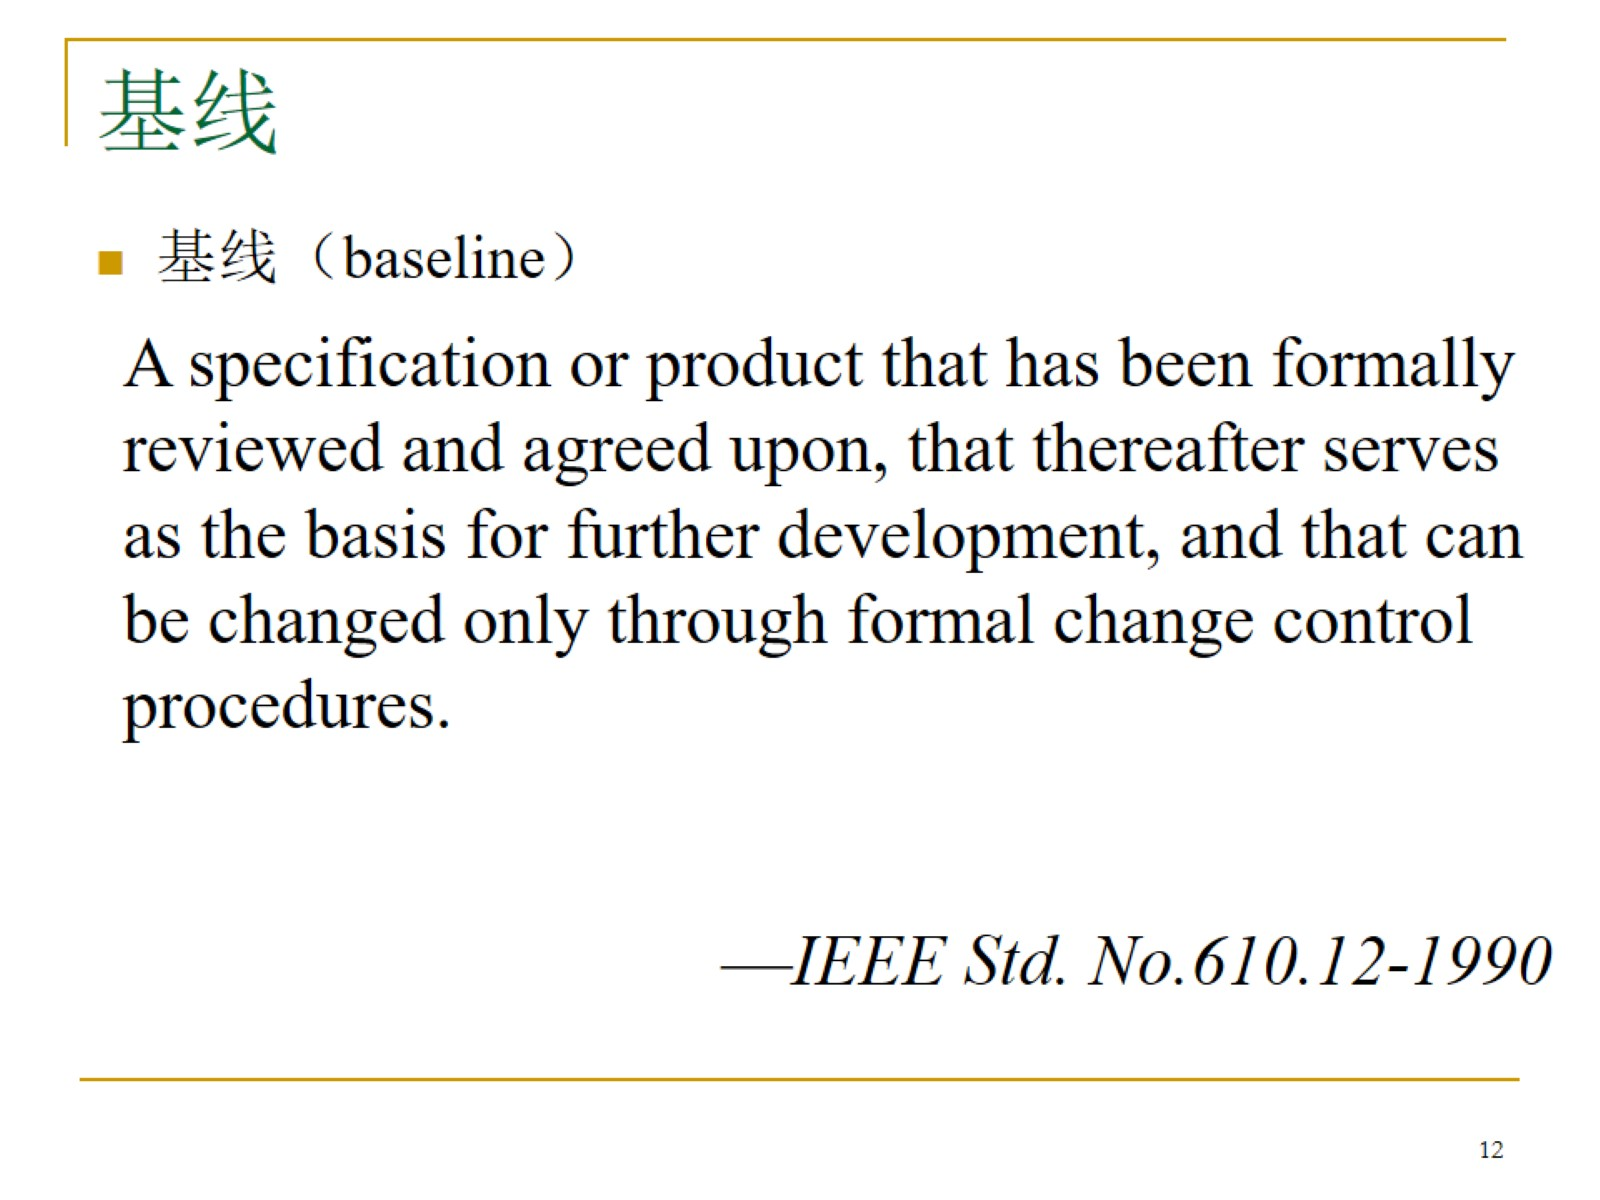 基线
基线（baseline）
A specification or product that has been formally
reviewed and agreed upon, that thereafter serves
as the basis for further development, and that can
be changed only through formal change control
procedures.
—IEEE Std. No.610.12-1990
12